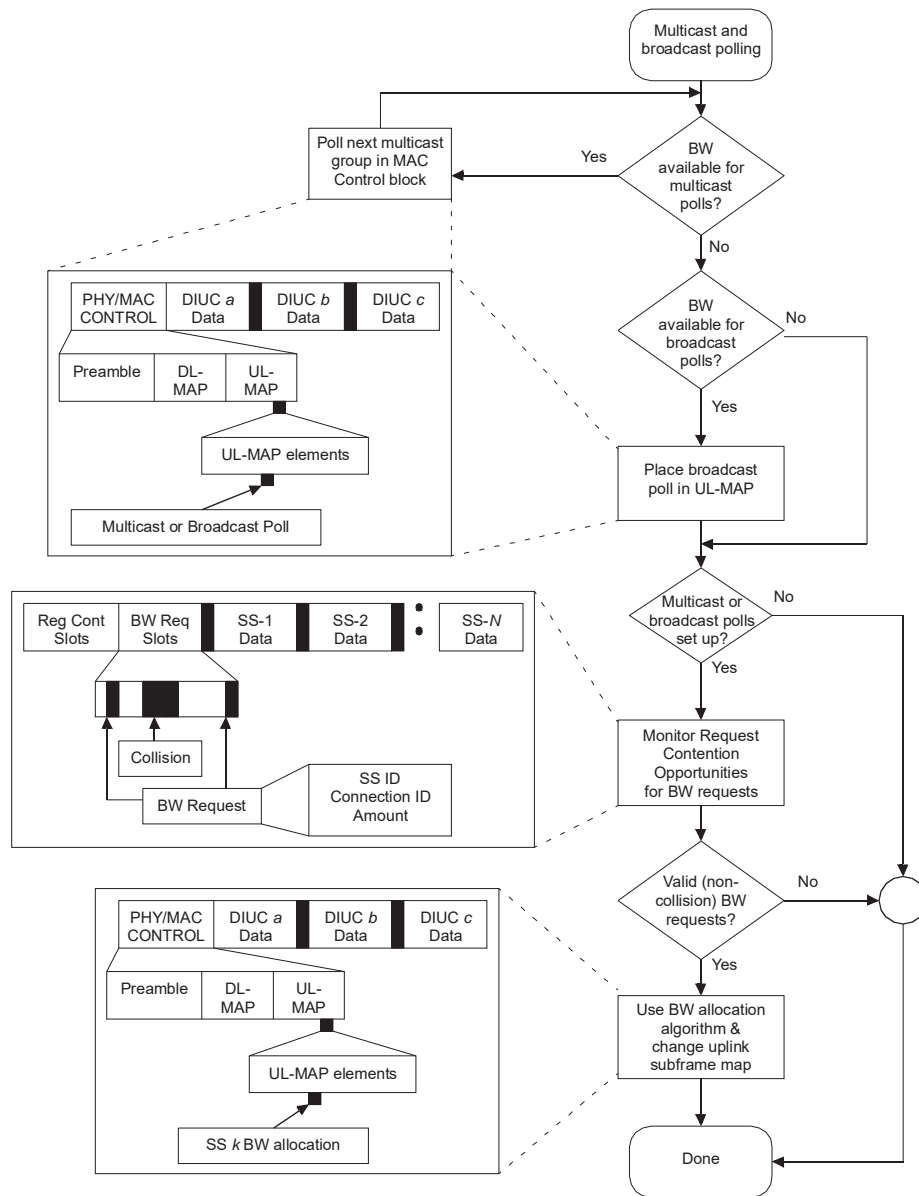 Multicast and
broadcast polling
Poll next multicast
group in MAC
Control block
Yes
BW
available for
multicast
polls?
No
PHY/MAC
CONTROL
DIUC a
Data
DIUC b
Data
DIUC c
Data
BW
available for
broadcast
polls?
No
Preamble
DL-
MAP
UL-
MAP
Yes
UL-MAP elements
Place broadcast
poll in UL-MAP
Multicast or Broadcast Poll
Multicast or
broadcast polls
set up?
No
Reg Cont
Slots
BW Req
Slots
SS-1
Data
SS-2
Data
SS-N
Data
Yes
Collision
BW Request
SS ID
Connection ID
Amount
Monitor Request
Contention
Opportunities
for BW requests
Valid (non-
collision) BW
requests?
No
PHY/MAC
CONTROL
DIUC a
Data
DIUC b
Data
DIUC c
Data
Yes
Preamble
DL-
MAP
UL-
MAP
Use BW allocation
algorithm &
change uplink
subframe map
UL-MAP elements
SS k BW allocation
Done